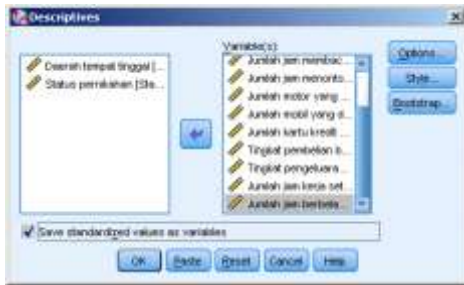 Descriptives
Daerah tempat tinggal [...
Status pernikahan [Sta...
Variable(s):
Jumlah jam membac...
Jumlah jam menonto...
Jumlah motor yang ...
Jumlah mobil yang d...
Jumlah kartu kredit ...
Tingkat pembelian b...
Tingkat pengeluara...
Jumlah jam kerja set...
Jumlah jam berbela...
Options...
Style...
Bootstrap...
Save standardized values as variables
OK
Paste
Reset
Cancel
Help